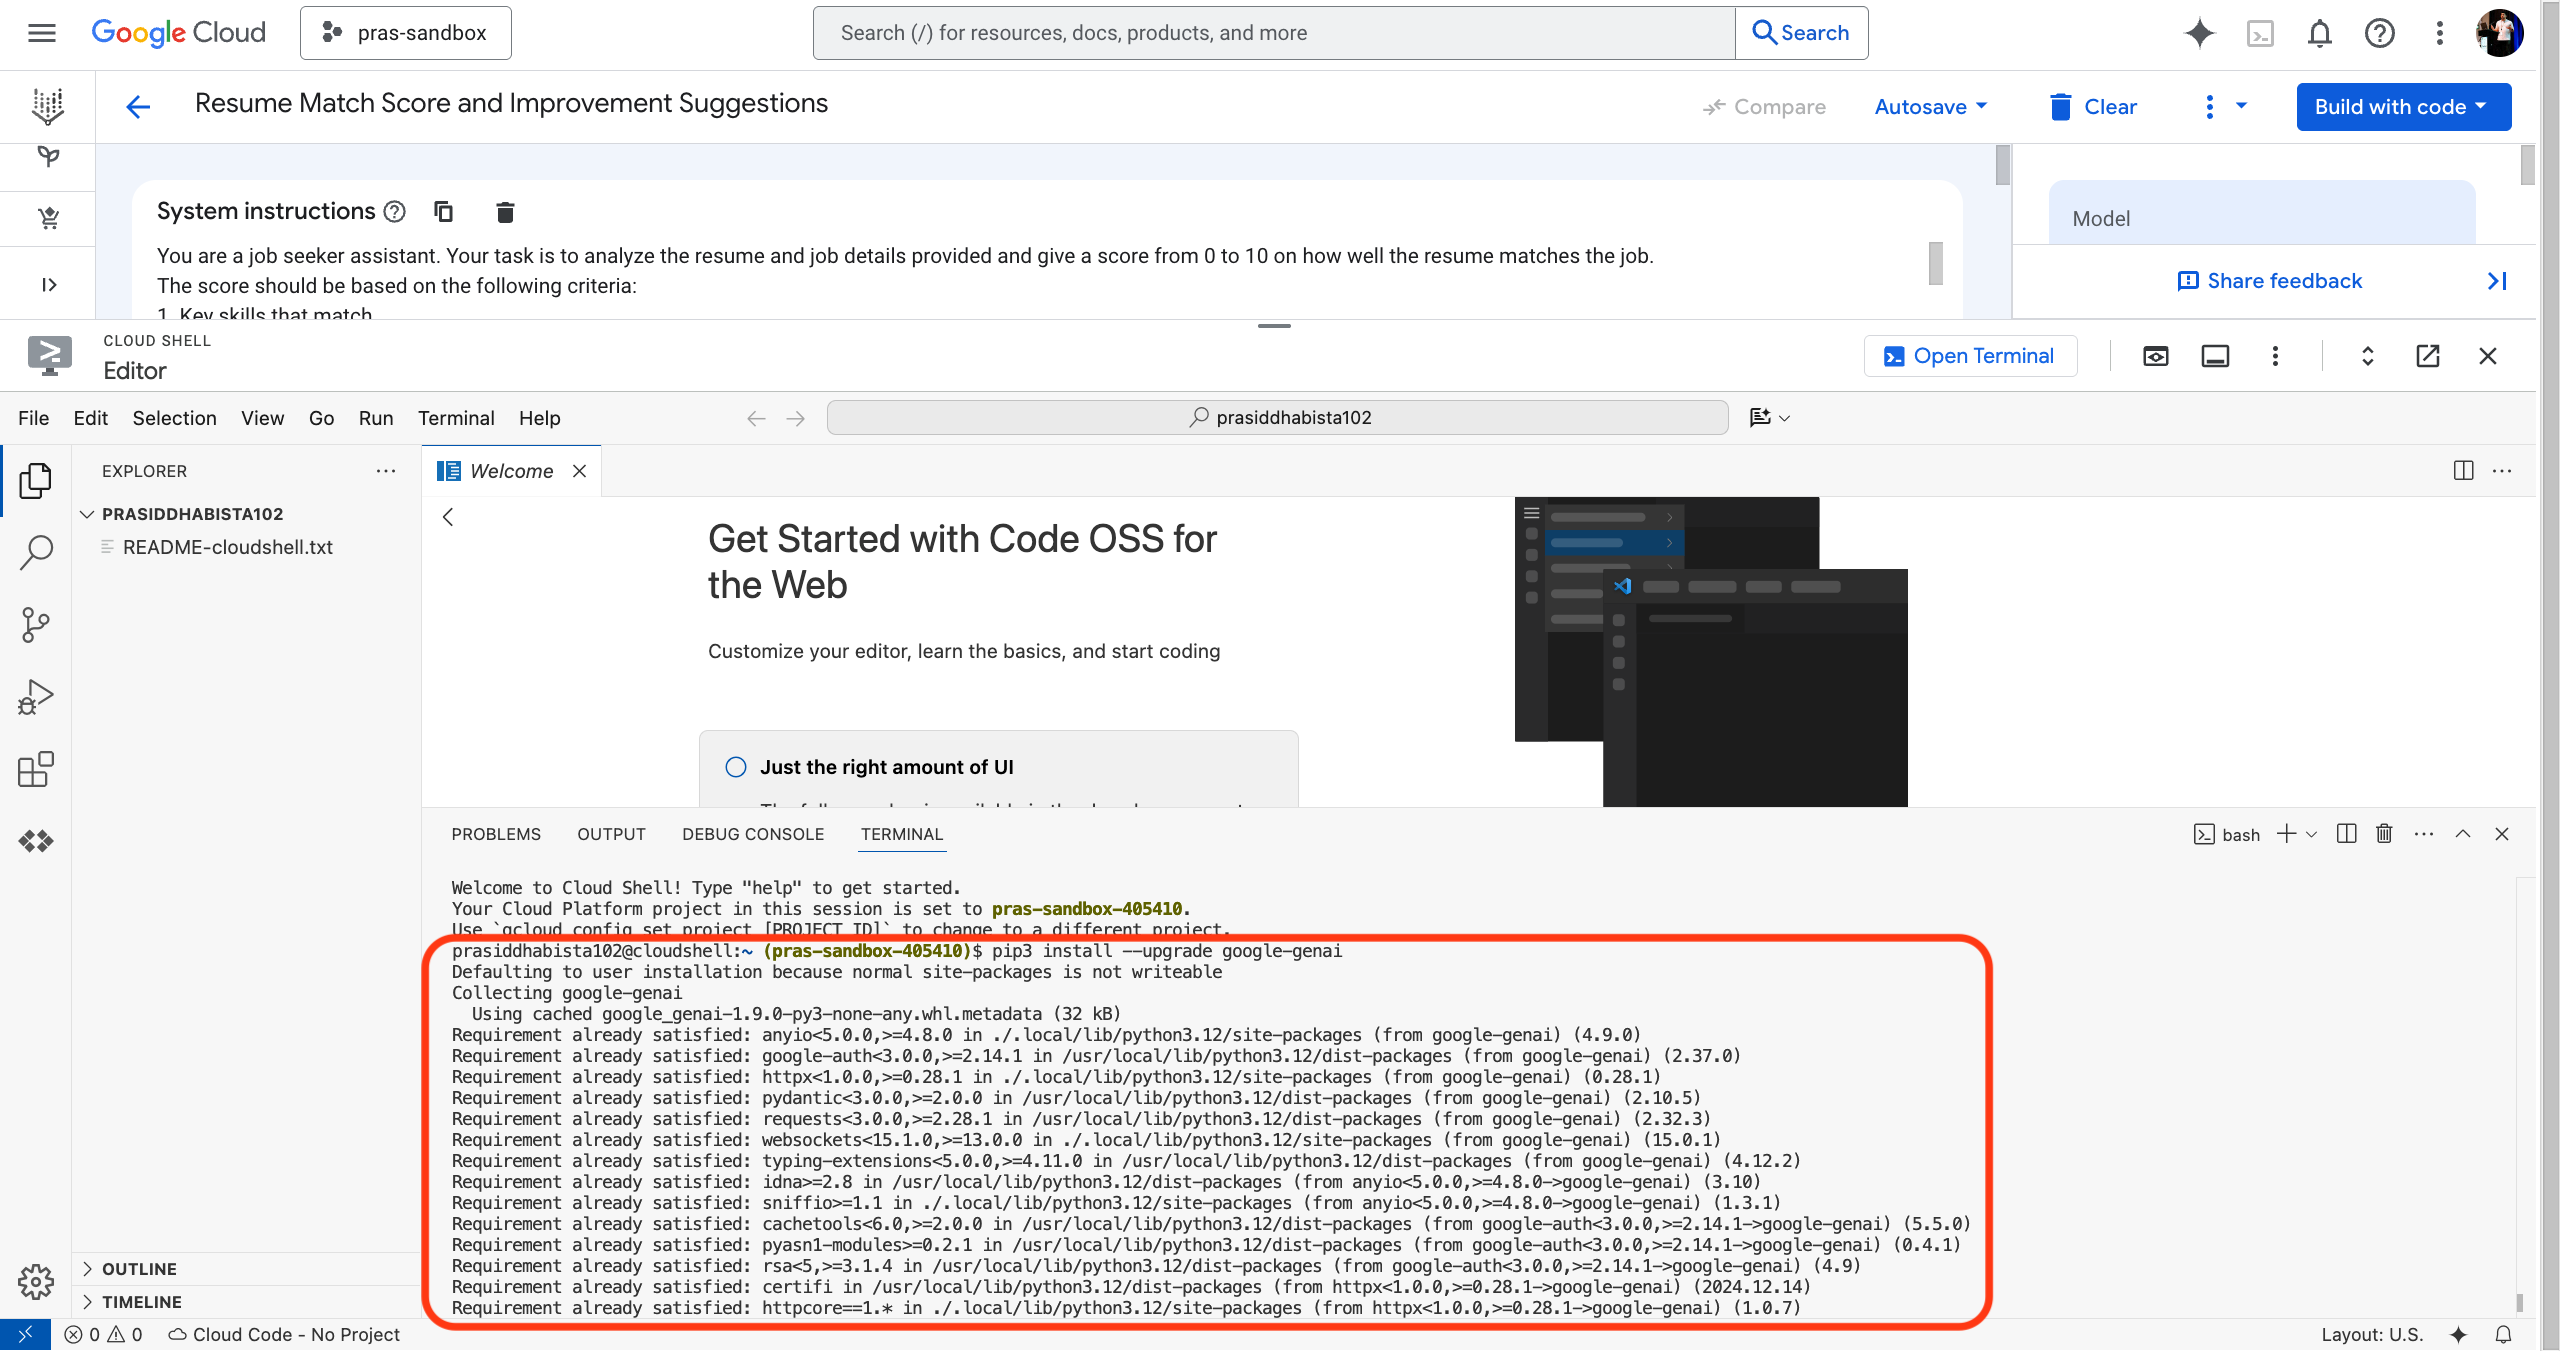 Google Cloud
pras-sandbox
Search (/) for resources, docs, products, and more
Search
Resume Match Score and Improvement Suggestions
Compare
Autosave
Clear
Build with code
System instructions
You are a job seeker assistant. Your task is to analyze the resume and job details provided and give a score from 0 to 10 on how well the resume matches the job.
The score should be based on the following criteria:
1. Key skills that match
Model
Share feedback
CLOUD SHELL
Editor
Open Terminal
File Edit Selection View Go Run Terminal Help
prasiddhabista102
EXPLORER
Welcome
PRASIDDHABISTA102
README-cloudshell.txt
Get Started with Code OSS for
the Web
Customize your editor, learn the basics, and start coding
Just the right amount of UI
PROBLEMS OUTPUT DEBUG CONSOLE TERMINAL
bash
Welcome to Cloud Shell! Type "help" to get started.
Your Cloud Platform project in this session is set to pras-sandbox-405410.
Use `gcloud config set project [PROJECT_ID]` to change to a different project.
prasiddhabista102@cloudshell:~ (pras-sandbox-405410)$ pip3 install --upgrade google-genai
Defaulting to user installation because normal site-packages is not writeable
Collecting google-genai
Using cached google_genai-1.9.0-py3-none-any.whl.metadata (32 kB)
Requirement already satisfied: anyio<5.0.0,>=4.8.0 in ./.local/lib/python3.12/site-packages (from google-genai) (4.9.0)
Requirement already satisfied: google-auth<3.0.0,>=2.14.1 in /usr/local/lib/python3.12/dist-packages (from google-genai) (2.37.0)
Requirement already satisfied: httpx<1.0.0,>=0.28.1 in ./.local/lib/python3.12/site-packages (from google-genai) (0.28.1)
Requirement already satisfied: pydantic<3.0.0,>=2.0.0 in /usr/local/lib/python3.12/dist-packages (from google-genai) (2.10.5)
Requirement already satisfied: requests<3.0.0,>=2.28.1 in /usr/local/lib/python3.12/dist-packages (from google-genai) (2.32.3)
Requirement already satisfied: websockets<15.1.0,>=13.0.0 in ./.local/lib/python3.12/site-packages (from google-genai) (15.0.1)
Requirement already satisfied: typing-extensions<5.0.0,>=4.11.0 in /usr/local/lib/python3.12/dist-packages (from google-genai) (4.12.2)
Requirement already satisfied: idna>=2.8 in /usr/local/lib/python3.12/dist-packages (from anyio<5.0.0,>=4.8.0->google-genai) (3.10)
Requirement already satisfied: sniffio>=1.1 in ./.local/lib/python3.12/site-packages (from anyio<5.0.0,>=4.8.0->google-genai) (1.3.1)
Requirement already satisfied: cachetools<6.0,>=2.0.0 in /usr/local/lib/python3.12/dist-packages (from google-auth<3.0.0,>=2.14.1->google-genai) (5.5.0)
Requirement already satisfied: pyasn1-modules>=0.2.1 in /usr/local/lib/python3.12/dist-packages (from google-auth<3.0.0,>=2.14.1->google-genai) (0.4.1)
Requirement already satisfied: rsa<5,>=3.1.4 in /usr/local/lib/python3.12/dist-packages (from google-auth<3.0.0,>=2.14.1->google-genai) (4.9)
Requirement already satisfied: certifi in /usr/local/lib/python3.12/dist-packages (from httpx<1.0.0,>=0.28.1->google-genai) (2024.12.14)
Requirement already satisfied: httpcore==1.* in ./.local/lib/python3.12/site-packages (from httpx<1.0.0,>=0.28.1->google-genai) (1.0.7)
OUTLINE
TIMELINE
0 0 Cloud Code - No Project
Layout: U.S.